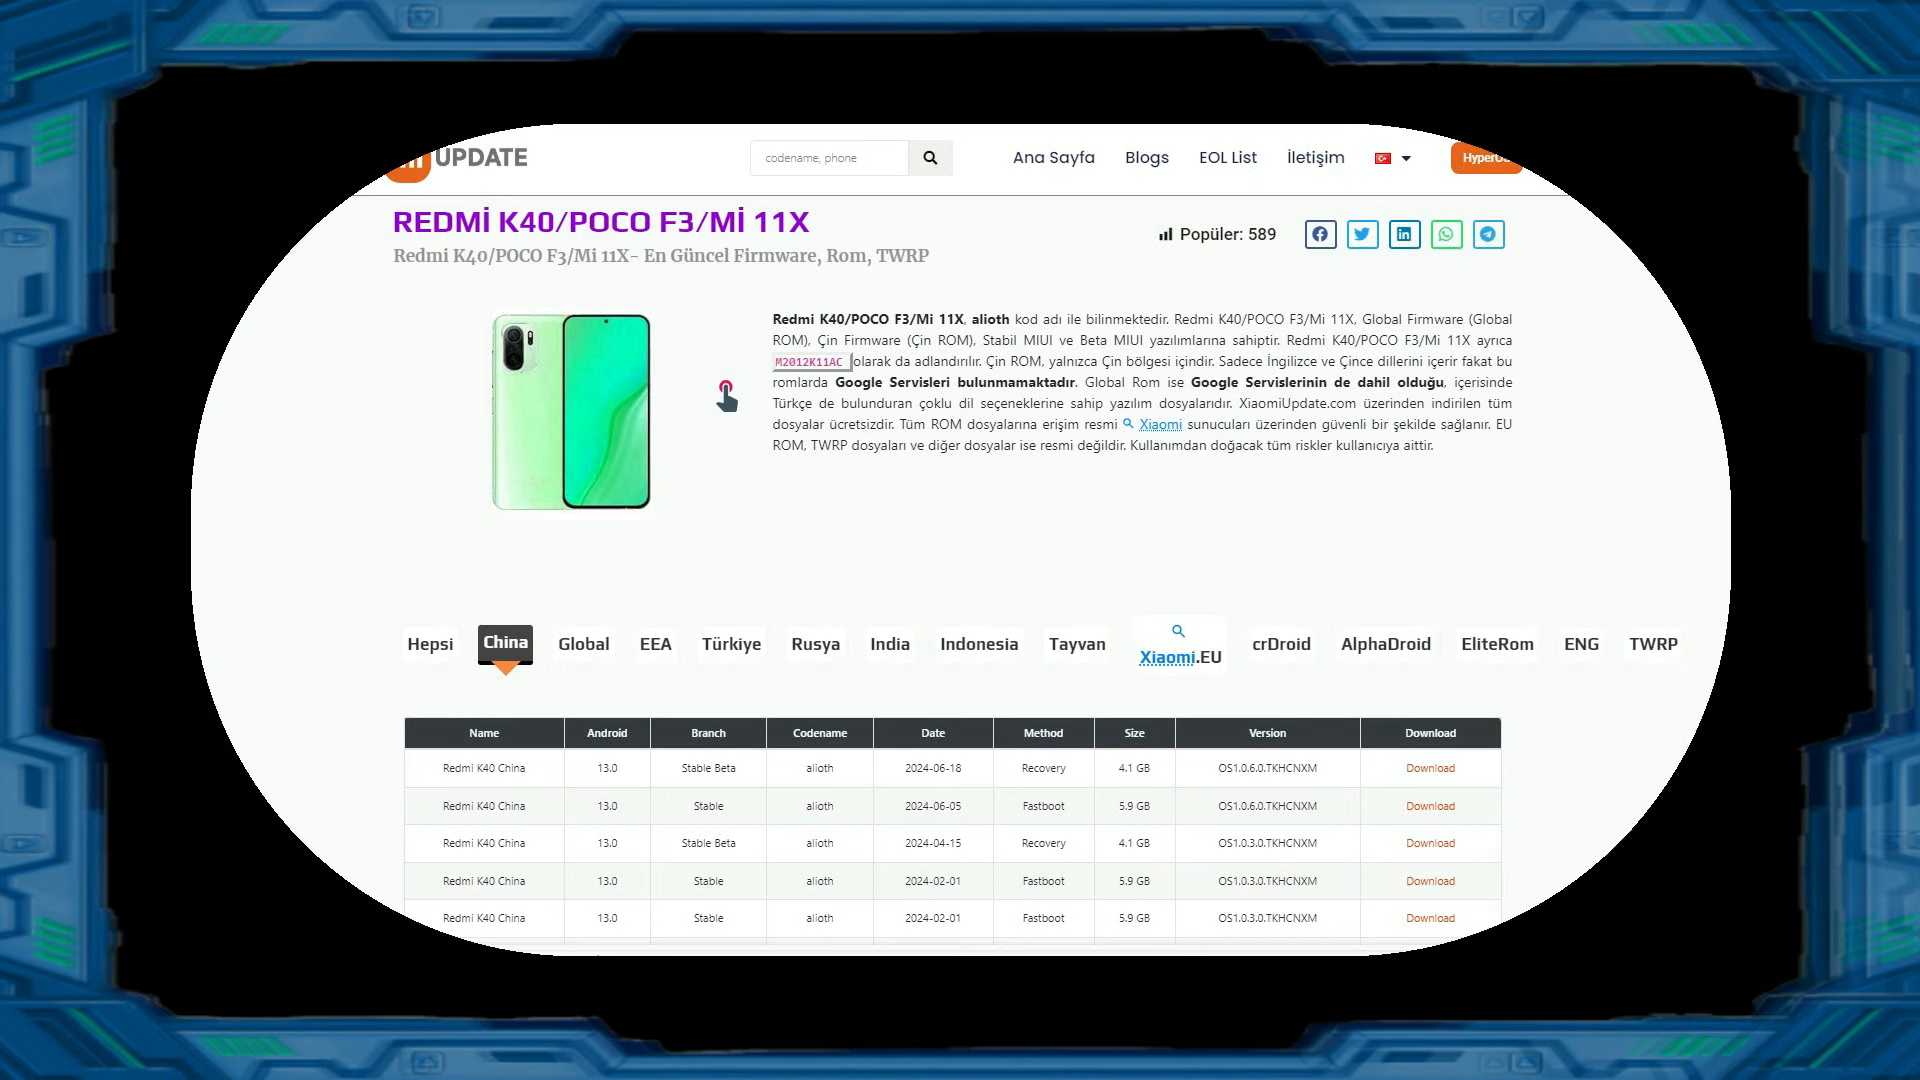 UPDATE
codename, phone
Ana Sayfa Blogs EOL List İletişim
REDMİ K40/POCO F3/Mİ 11X
Popüler: 589
Redmi K40/POCO F3/Mi 11X- En Güncel Firmware, Rom, TWRP
Redmi K40/POCO F3/Mi 11X, alioth kod adı ile bilinmektedir. Redmi K40/POCO F3/Mi 11X, Global Firmware (Global
ROM), Çin Firmware (Çin ROM), Stabil MIUI ve Beta MIUI yazılımlarına sahiptir. Redmi K40/POCO F3/Mi 11X ayrıca
M2012K11AC olarak da adlandırılır. Çin ROM, yalnızca Çin bölgesi içindir. Sadece İngilizce ve Çince dillerini içerir fakat bu
romlarda Google Servisleri bulunmamaktadır. Global Rom ise Google Servislerinin de dahil olduğu, içerisinde
Türkçe de bulunduran çoklu dil seçeneklerine sahip yazılım dosyalarıdır. XiaomiUpdate.com üzerinden indirilen tüm
dosyalar ücretsizdir. Tüm ROM dosyalarına erişim resmi Xiaomi sunucuları üzerinden güvenli bir şekilde sağlanır. EU
ROM, TWRP dosyaları ve diğer dosyalar ise resmi değildir. Kullanımdan doğacak tüm riskler kullanıcıya aittir.
Hepsi China Global EEA Türkiye Rusya India Indonesia Tayvan Xiaomi.EU crDroid AlphaDroid EliteRom ENG TWRP
Name Android Branch Codename Date Method Size Version Download
Redmi K40 China 13.0 Stable Beta alioth 2024-06-18 Recovery 4.1 GB OS1.0.6.0.TKHCNXM Download
Redmi K40 China 13.0 Stable alioth 2024-06-05 Fastboot 5.9 GB OS1.0.6.0.TKHCNXM Download
Redmi K40 China 13.0 Stable Beta alioth 2024-04-15 Recovery 4.1 GB OS1.0.3.0.TKHCNXM Download
Redmi K40 China 13.0 Stable alioth 2024-02-01 Fastboot 5.9 GB OS1.0.3.0.TKHCNXM Download
Redmi K40 China 13.0 Stable alioth 2024-02-01 Fastboot 5.9 GB OS1.0.3.0.TKHCNXM Download